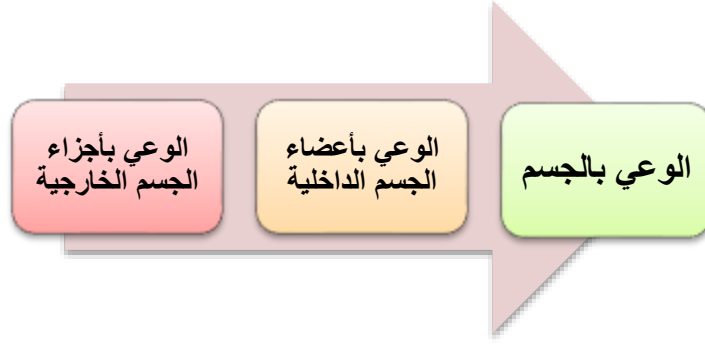 الوعي بالجسم
الوعي بأعضاء
الجسم الداخلية
الوعي بأجزاء
الجسم الخارجية